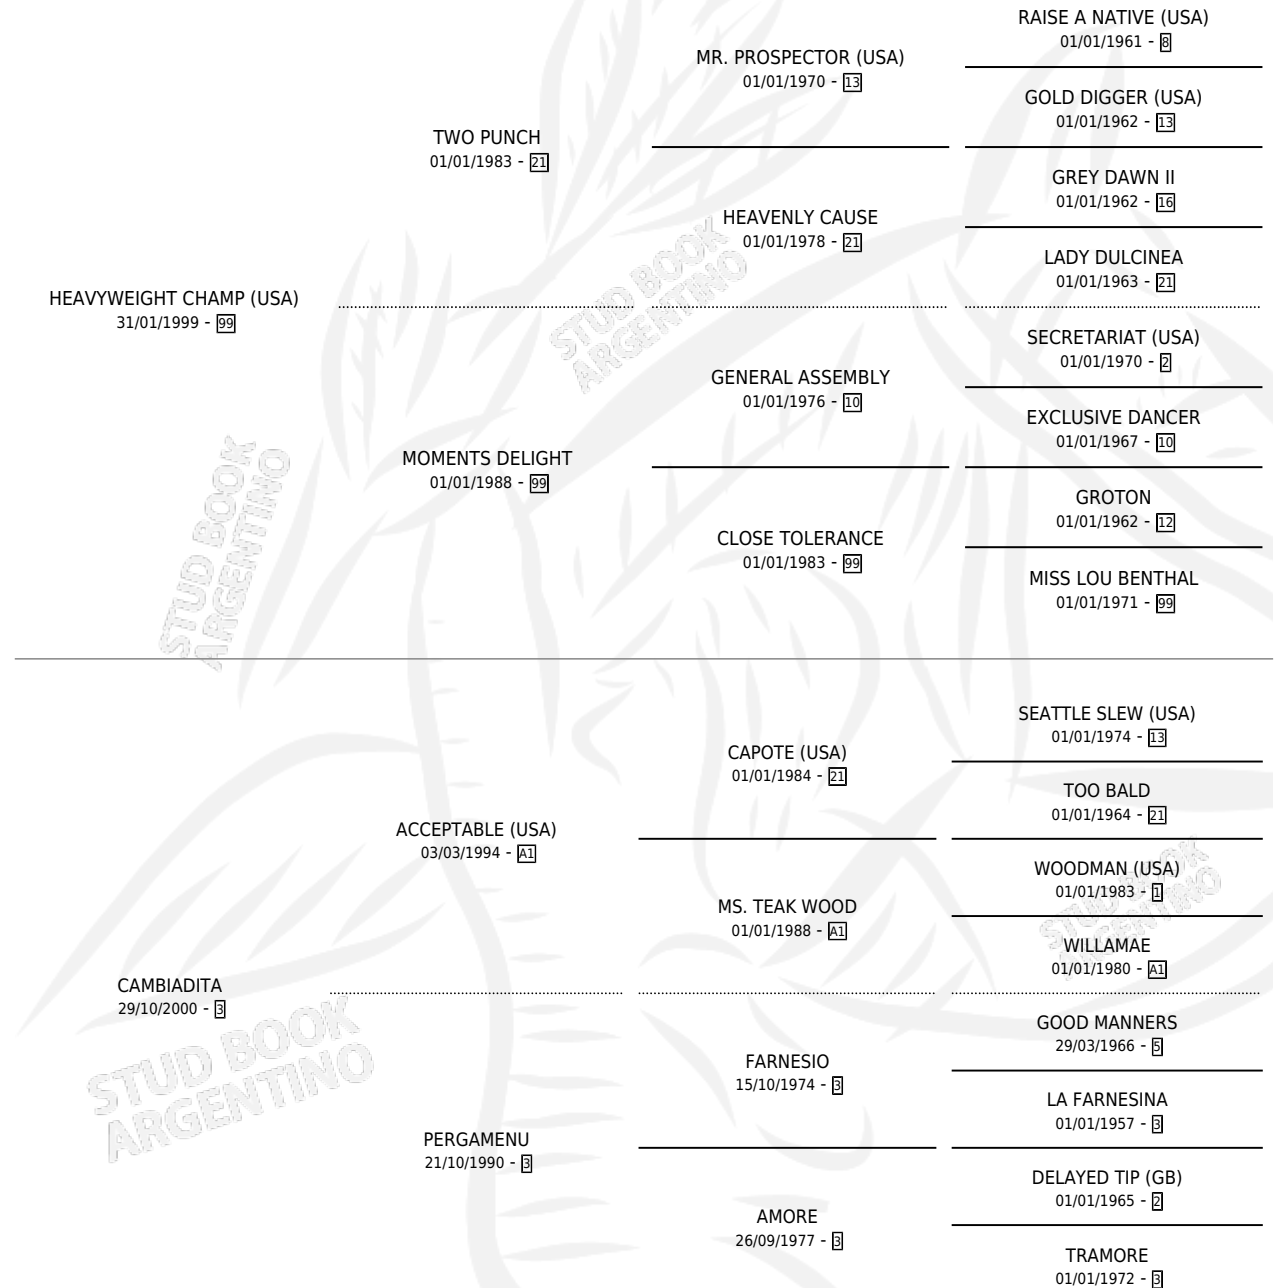 RAISE A NATIVE (USA)
01/01/1961 - 8
MR. PROSPECTOR (USA)
01/01/1970 - 13
GOLD DIGGER (USA)
01/01/1962 - 13
TWO PUNCH
01/01/1983 - 21
GREY DAWN II
01/01/1962 - 16
HEAVENLY CAUSE
01/01/1978 - 21
LADY DULCINEA
01/01/1963 - 21
STUD BOOK
ARGENTINO
HEAVYWEIGHT CHAMP (USA)
31/01/1999 - 99
SECRETARIAT (USA)
01/01/1970 - 2
GENERAL ASSEMBLY
01/01/1976 - 10
EXCLUSIVE DANCER
01/01/1967 - 10
MOMENTS DELIGHT
01/01/1988 - 99
GROTON
01/01/1962 - 12
CLOSE TOLERANCE
01/01/1983 - 99
MISS LOU BENTHAL
01/01/1971 - 99
STUD BOOK
ARGENTINO
SEATTLE SLEW (USA)
01/01/1974 - 13
CAPOTE (USA)
01/01/1984 - 21
TOO BALD
01/01/1964 - 21
ACCEPTABLE (USA)
03/03/1994 - A1
WOODMAN (USA)
01/01/1983 - 1
MS. TEAK WOOD
01/01/1988 - A1
WILLAMAE
01/01/1980 - A1
STUD BOOK
ARGENTINO
CAMBIADITA
29/10/2000 - 3
GOOD MANNERS
29/03/1966 - 5
FARNESIO
15/10/1974 - 3
LA FARNESINA
01/01/1957 - 3
STUD BOOK
ARGENTINO
PERGAMENU
21/10/1990 - 3
DELAYED TIP (GB)
01/01/1965 - 2
AMORE
26/09/1977 - 3
TRAMORE
01/01/1972 - 3